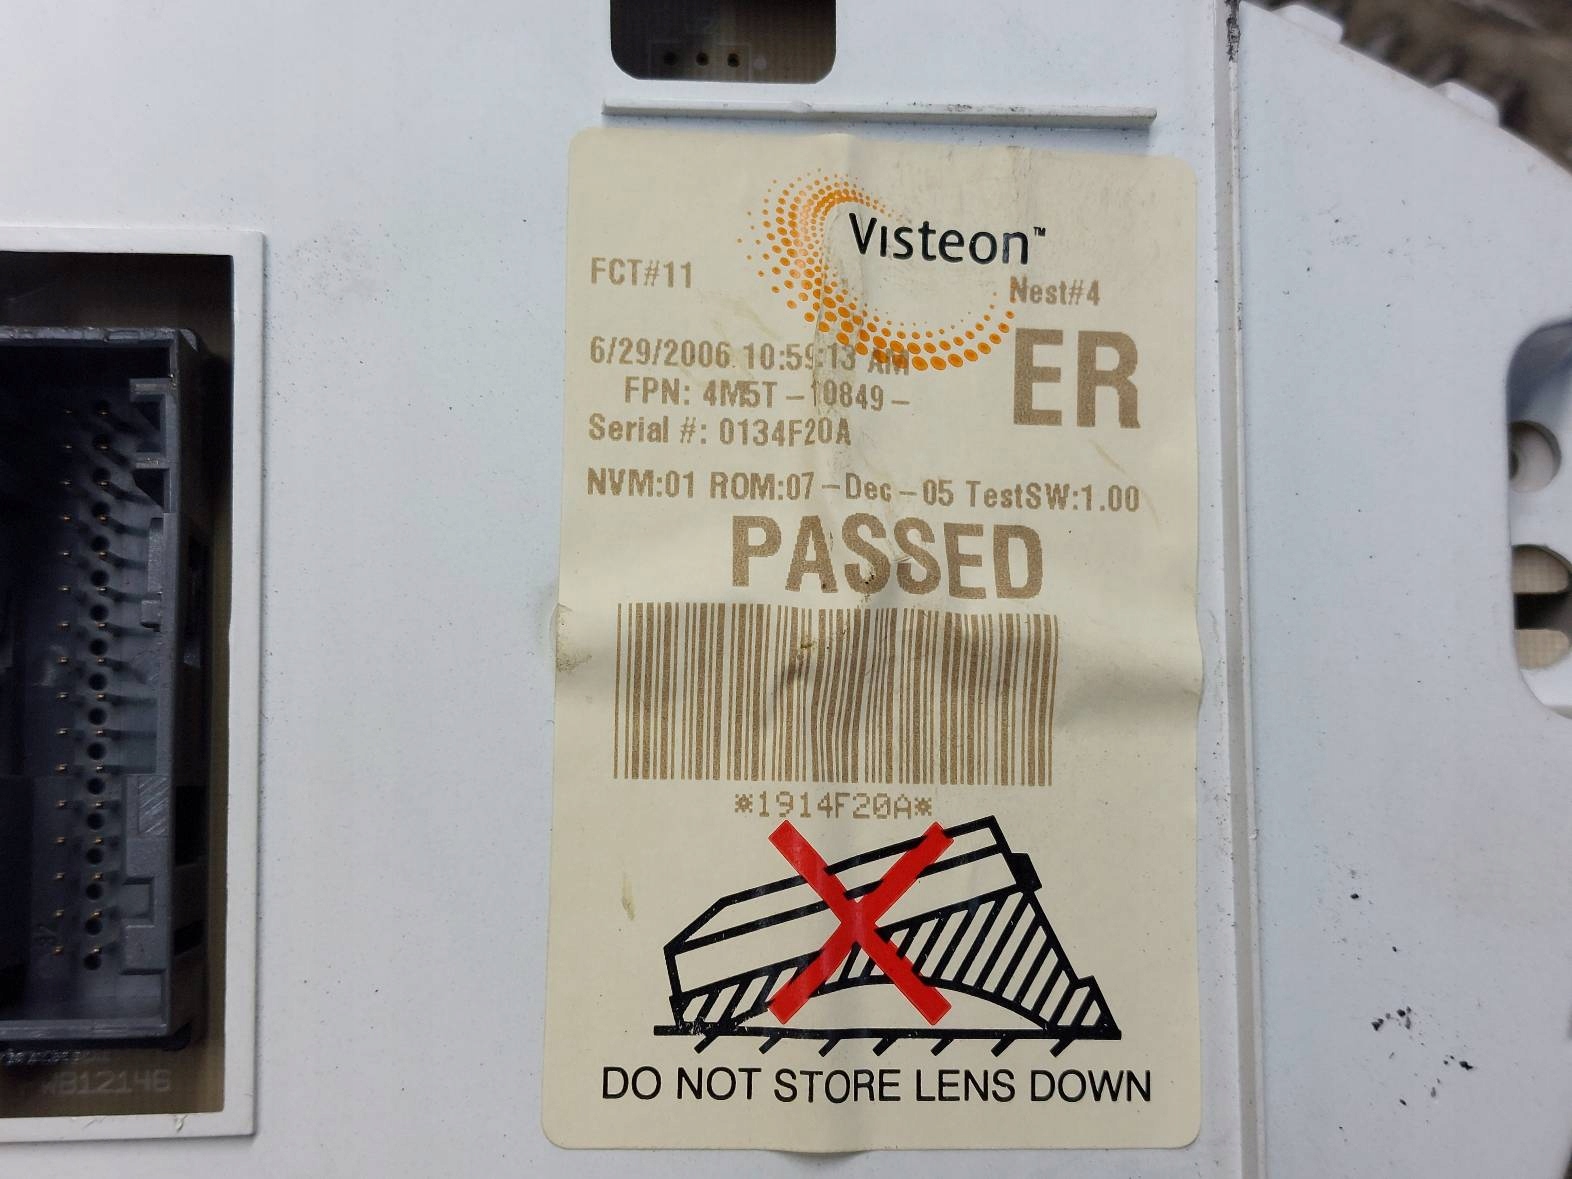 Visteon™
FCT#11
Nest#4
6/29/2006 10:59:13 AM
ER
FPN: 4M5T-10849-
Serial #: 0134F20A
NVM:01 ROM:07-Dec-05 TestSW:1.00
PASSED
*1914F20A*
DO NOT STORE LENS DOWN
32